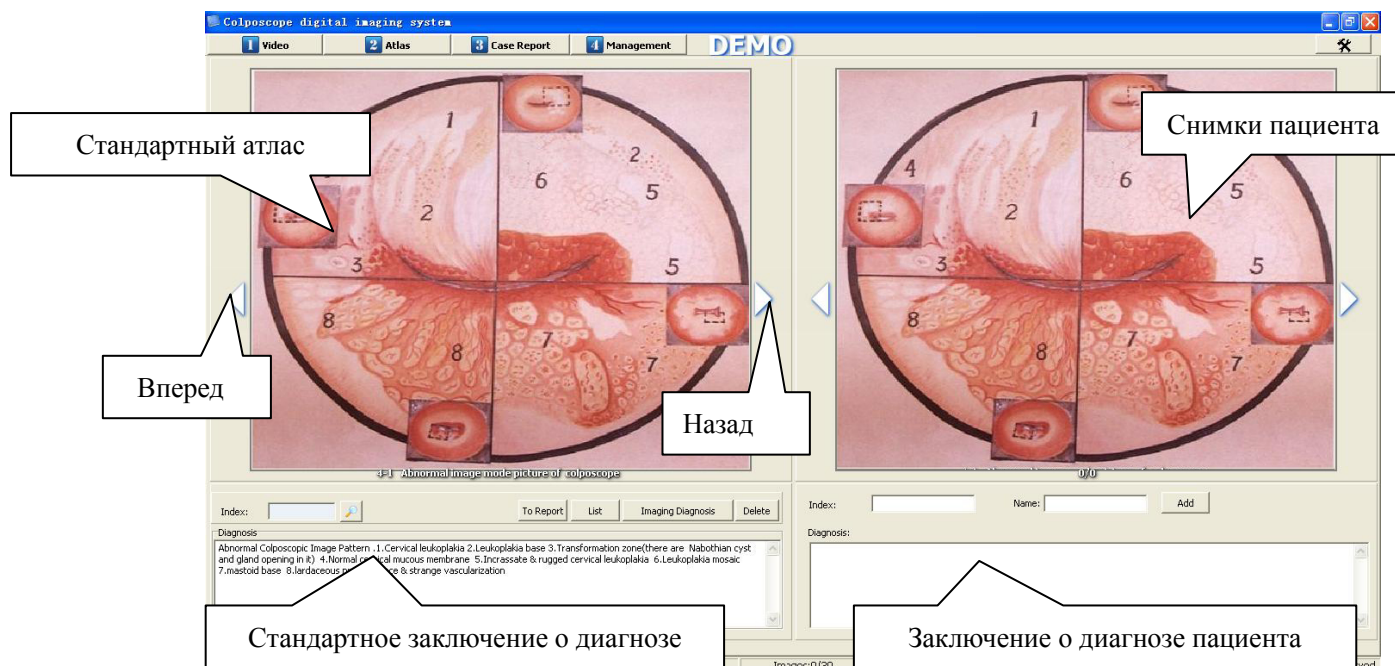 Colposcope digital imaging system
1 Video
2 Atlas
3 Case Report
4 Management
DEMO
Стандартный атлас
Снимки пациента
1
2
2
6
5
3
5
8
7
8
7
4
1
2
6
5
3
5
8
7
8
7
Вперед
Назад
4-1 Abnormal image mode picture of colposcope
0/0
Index:
To Report
List
Imaging Diagnosis
Delete
Index:
Name:
Add
Diagnosis
Abnormal Colposcopic Image Pattern .1.Cervical leukoplakia 2.Leukoplakia base 3.Transformation zone(there are Nabothian cyst
and gland opening in it) 4.Normal cervical mucous membrane 5.Incrassate & rugged cervical leukoplakia 6.Leukoplakia mosaic
7.mastoid base 8.lardaceous & strange vascularization
Diagnosis:
Стандартное заключение о диагнозе
Заключение о диагнозе пациента
Images:0/30